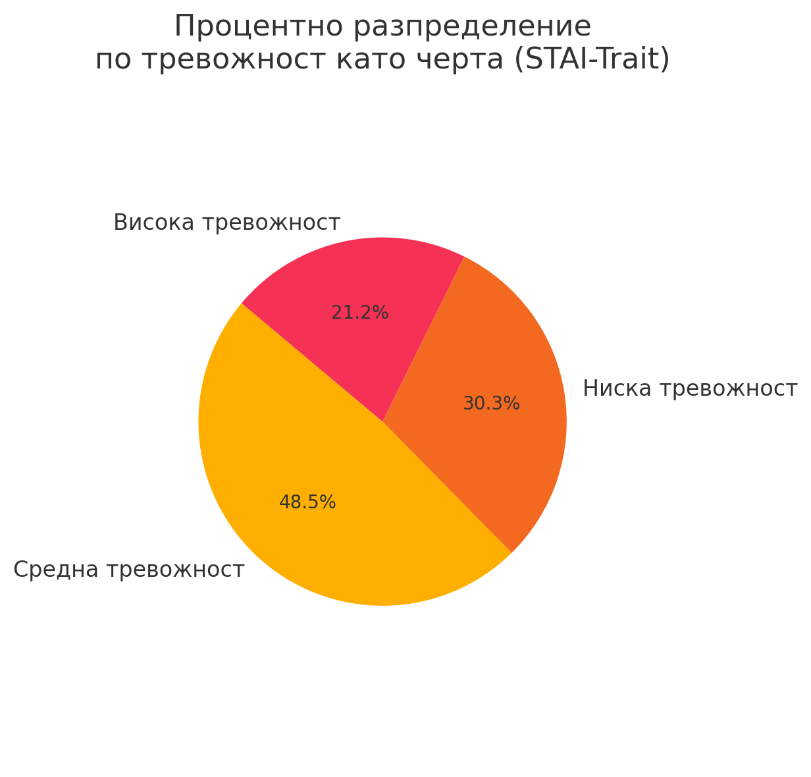 Процентно разпределение
по тревожност като черта (STAI-Trait)
Висока тревожност
21.2%
Ниска тревожност
30.3%
48.5%
Средна тревожност